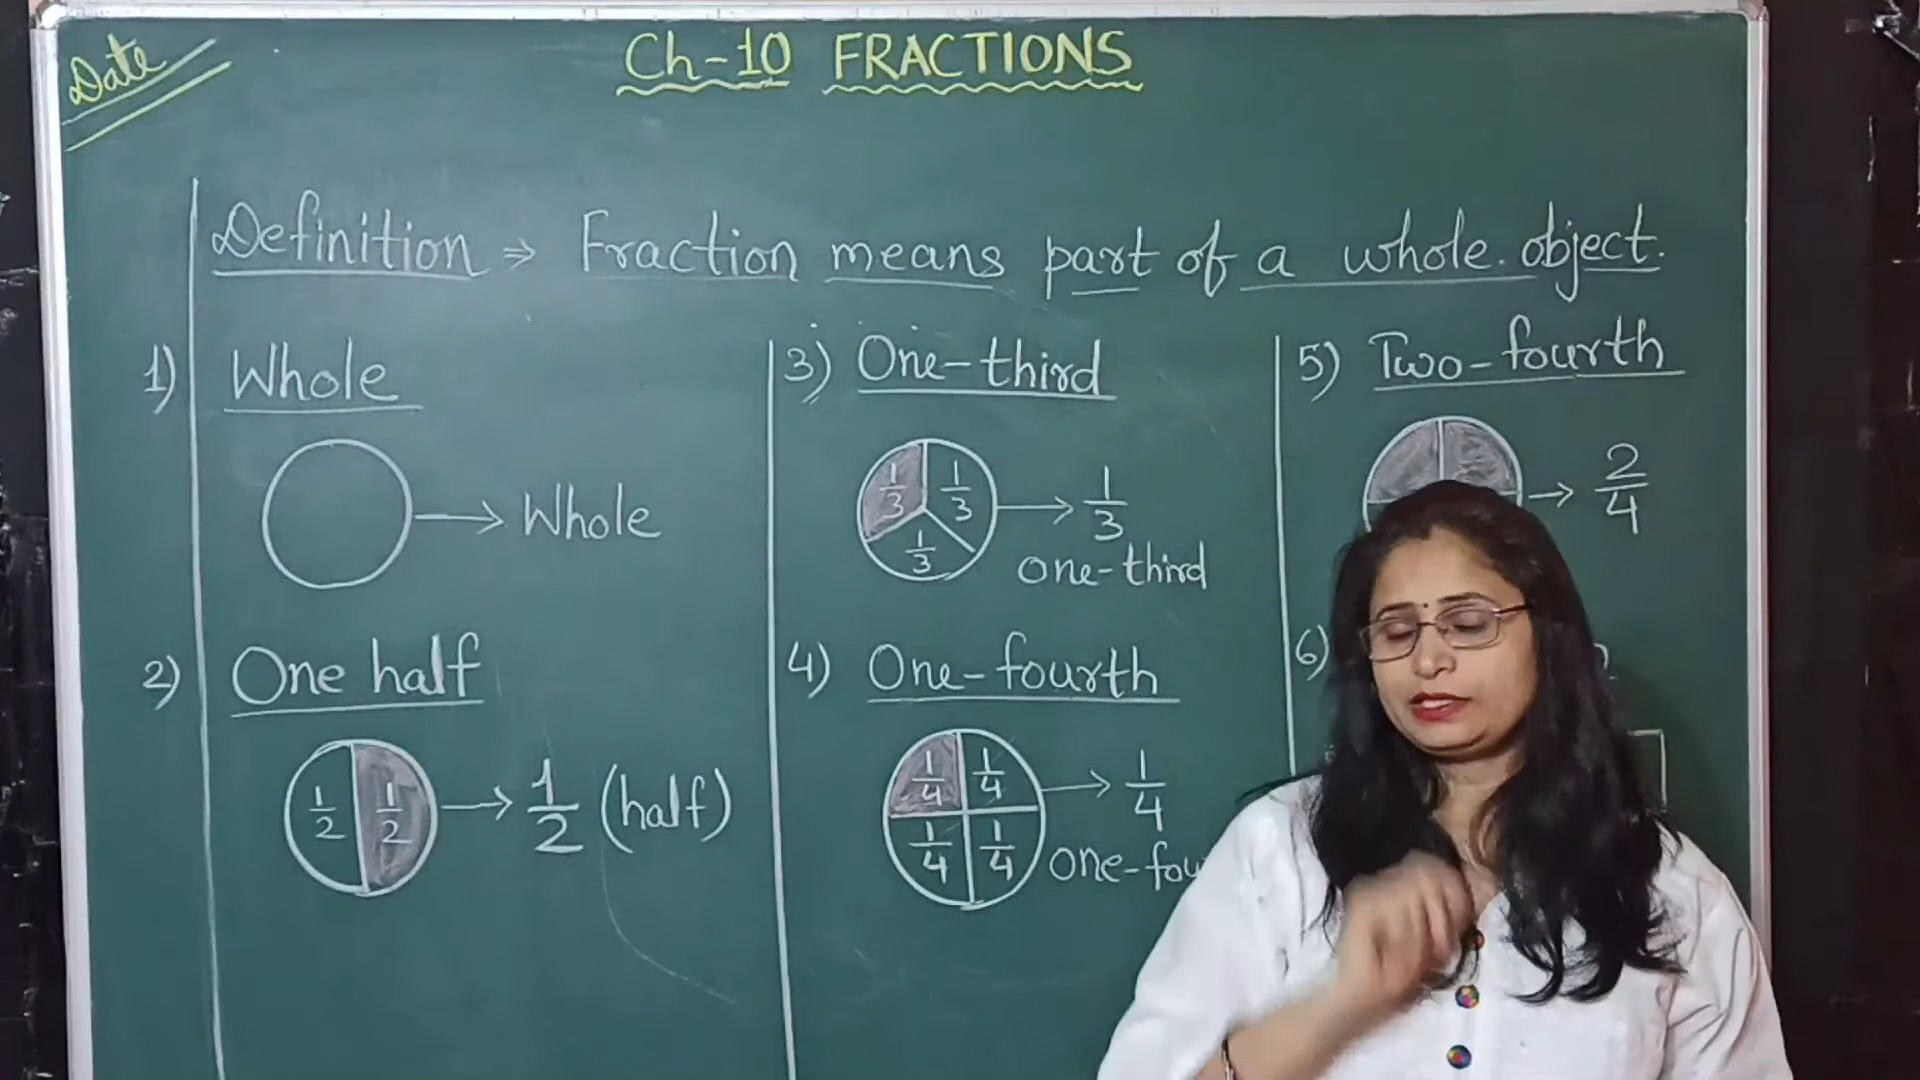 Date
Ch-10 FRACTIONS
Definition ⇒ Fraction means part of a whole. object.
1) Whole
→ Whole
2) One half
1/2 1/2 → 1/2 (half)
3) One-third
1/3 1/3 → 1/3
1/3
one-third
4) One-fourth
1/4 1/4 → 1/4
1/4 1/4
one-fou
5) Two-fourth
→ 2/4
6)